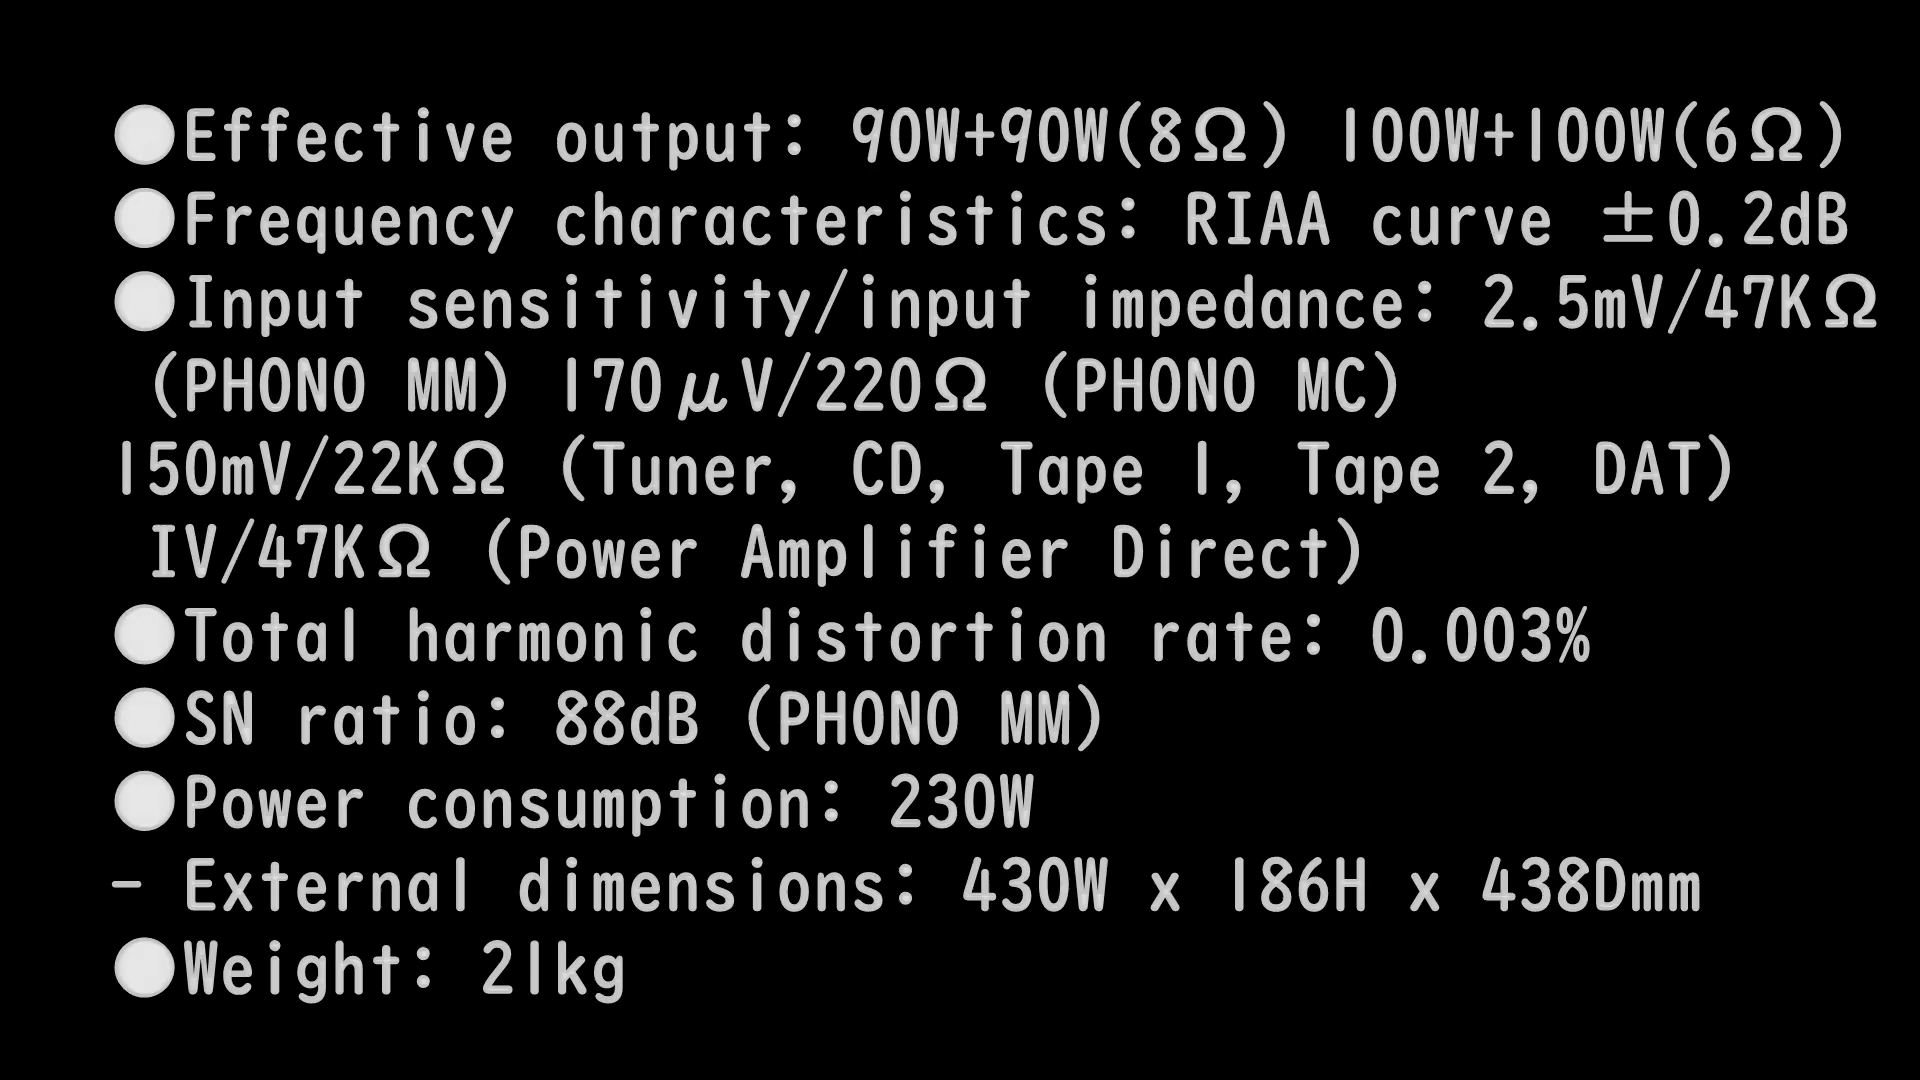 ●Effective output: 90W+90W(8Ω) 100W+100W(6Ω)
●Frequency characteristics: RIAA curve ±0.2dB
●Input sensitivity/input impedance: 2.5mV/47KΩ
(PHONO MM) 170μV/220Ω (PHONO MC)
150mV/22KΩ (Tuner, CD, Tape 1, Tape 2, DAT)
IV/47KΩ (Power Amplifier Direct)
●Total harmonic distortion rate: 0.003%
●SN ratio: 88dB (PHONO MM)
●Power consumption: 230W
- External dimensions: 430W x 186H x 438Dmm
●Weight: 21kg